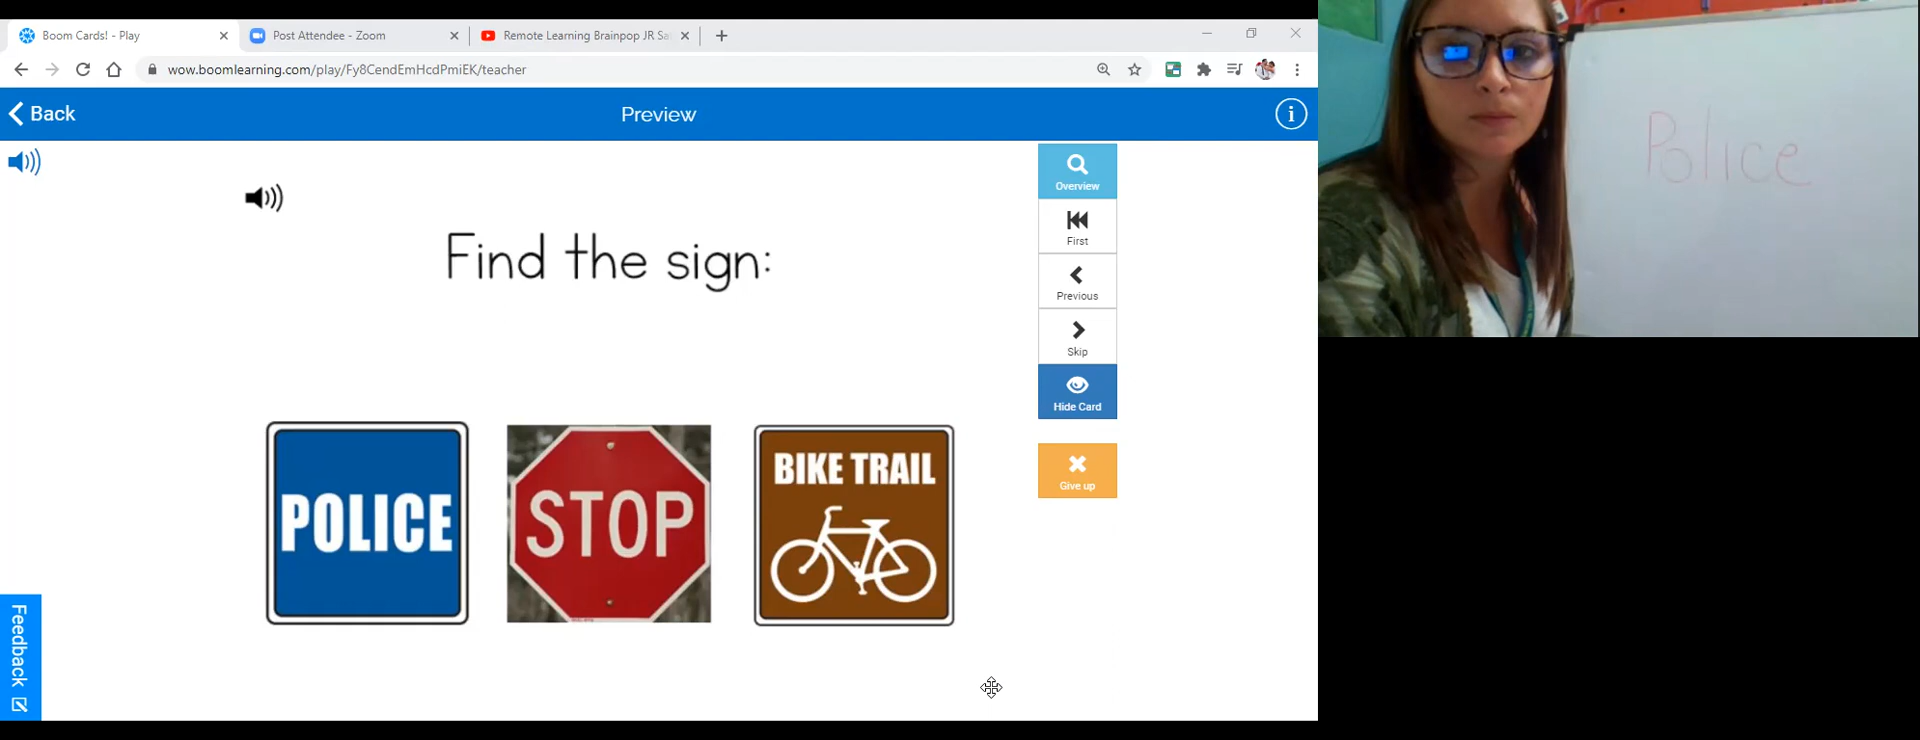 Boom Cards! - Play
Post Attendee - Zoom
Remote Learning Brainpop JR Sa
wow.boomlearning.com/play/Fy8CendEmHcdPmiEK/teacher
Back
Preview
i
Find the sign:
Overview
First
Previous
Skip
Hide Card
Give up
POLICE
STOP
BIKE TRAIL
Feedback
Police